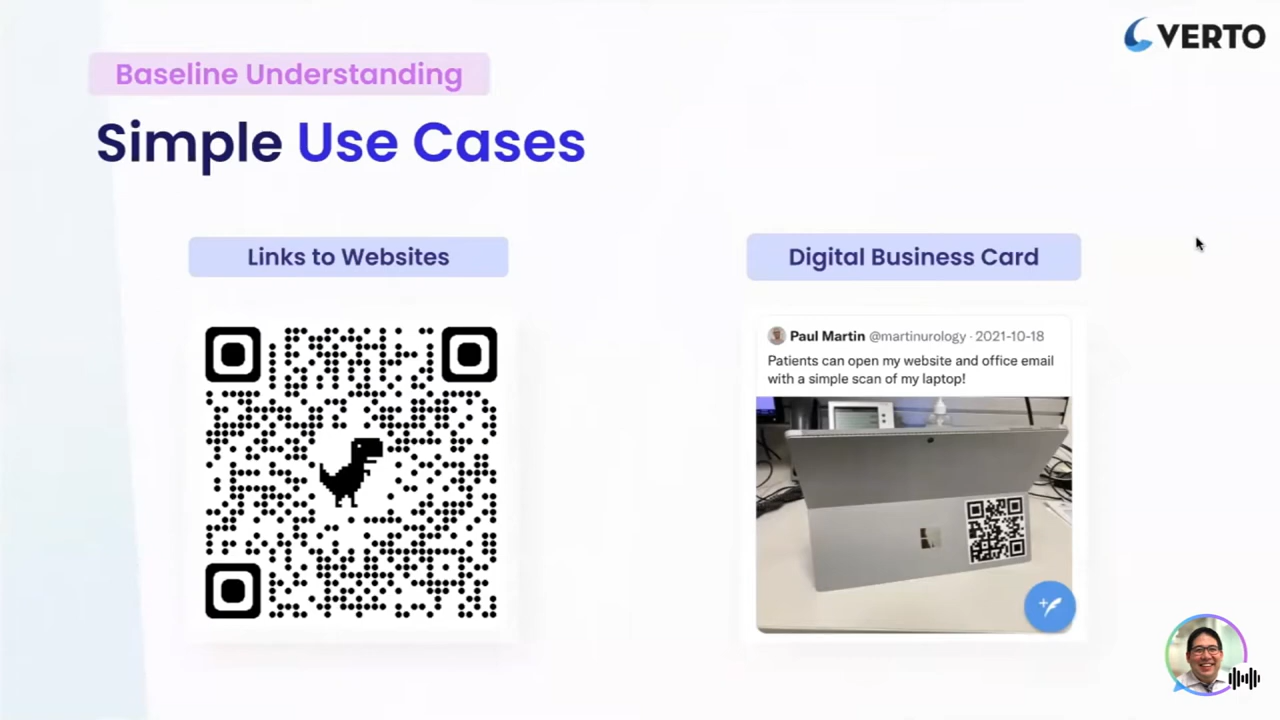 VERTO
Baseline Understanding
Simple Use Cases
Links to Websites
Digital Business Card
Paul Martin @martinurology · 2021-10-18
Patients can open my website and office email
with a simple scan of my laptop!